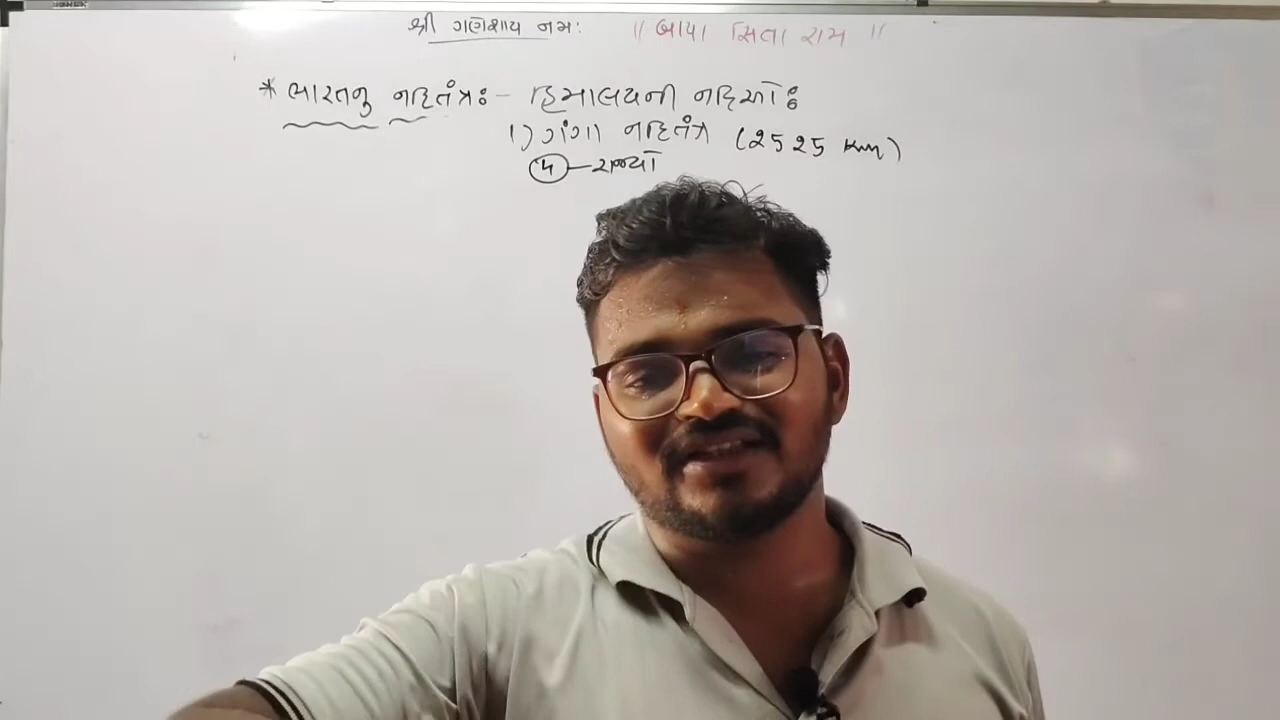 શ્રી ગણેશાય નમ: || બાપા સિતા રામ ||
* ભારતનુ નદિતંત્રઃ - હિમાલયની નદિઓઃ
1) ગંગા નદિતંત્ર (2525 km)
૫ - રાજ્યો